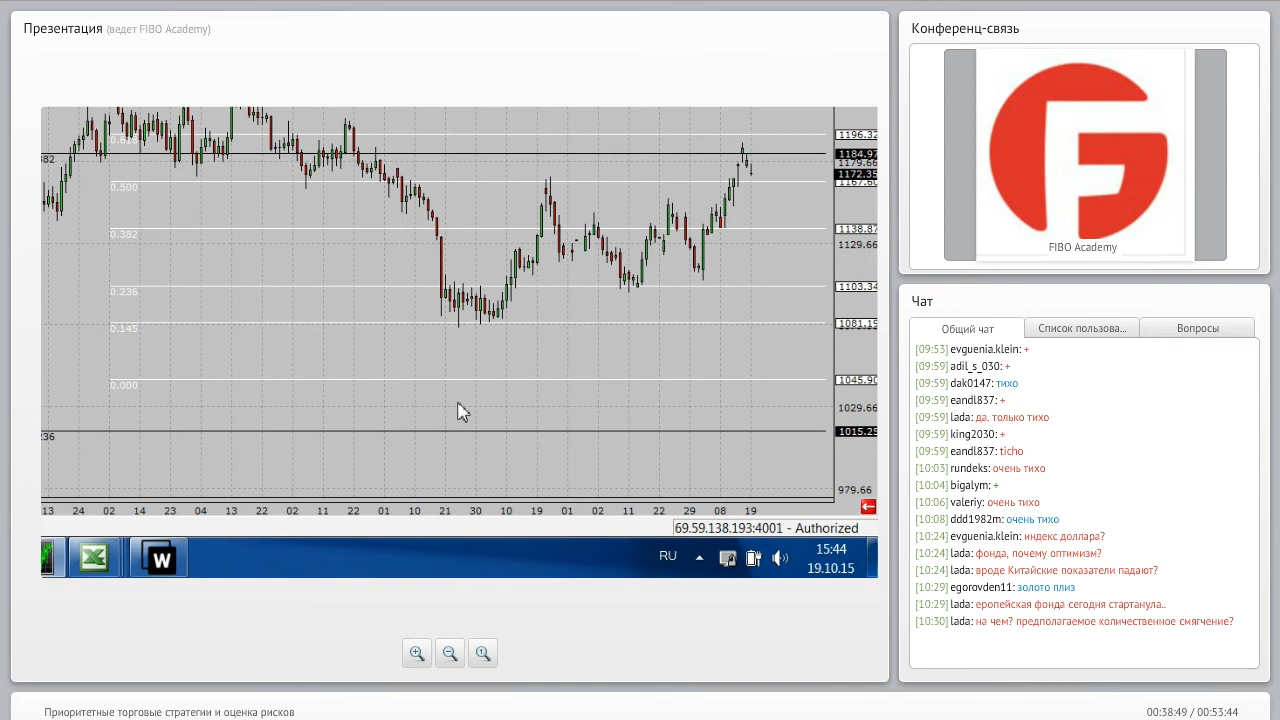 Презентация (ведет FIBO Academy)
Конференц-связь
FIBO Academy
Чат
Общий чат
Список пользова...
Вопросы
[09:53] evguenia.klein: +
[09:59] adil_s_030: +
[09:59] dak0147: тихо
[09:59] eandl837: +
[09:59] lada: да. только тихо
[09:59] king2030: +
[09:59] eandl837: ticho
[10:03] rundeks: очень тихо
[10:04] bigalym: +
[10:06] valeriy: очень тихо
[10:08] ddd1982m: очень тихо
[10:24] evguenia.klein: индекс доллара?
[10:24] lada: фонда, почему оптимизм?
[10:24] lada: вроде Китайские показатели падают?
[10:29] egorovden11: золото плиз
[10:29] lada: еропейская фонда сегодня стартанула..
[10:30] lada: на чем? предполагаемое количественное смягчение?
0.618
82
0.500
0.382
0.236
0.145
0.000
36
1196.32
1184.97
1179.66
1172.35
1167.60
1138.87
1129.66
1103.34
1081.15
1045.90
1029.66
1015.25
979.66
13 24 02 14 23 04 13 22 02 11 22 03 10 21 30 10 19 01 02 11 22 29 08 19
69.59.138.193:4001 - Authorized
W
RU
15:44
19.10.15
Приоритетные торговые стратегии и оценка рисков
00:38:49 / 00:53:44